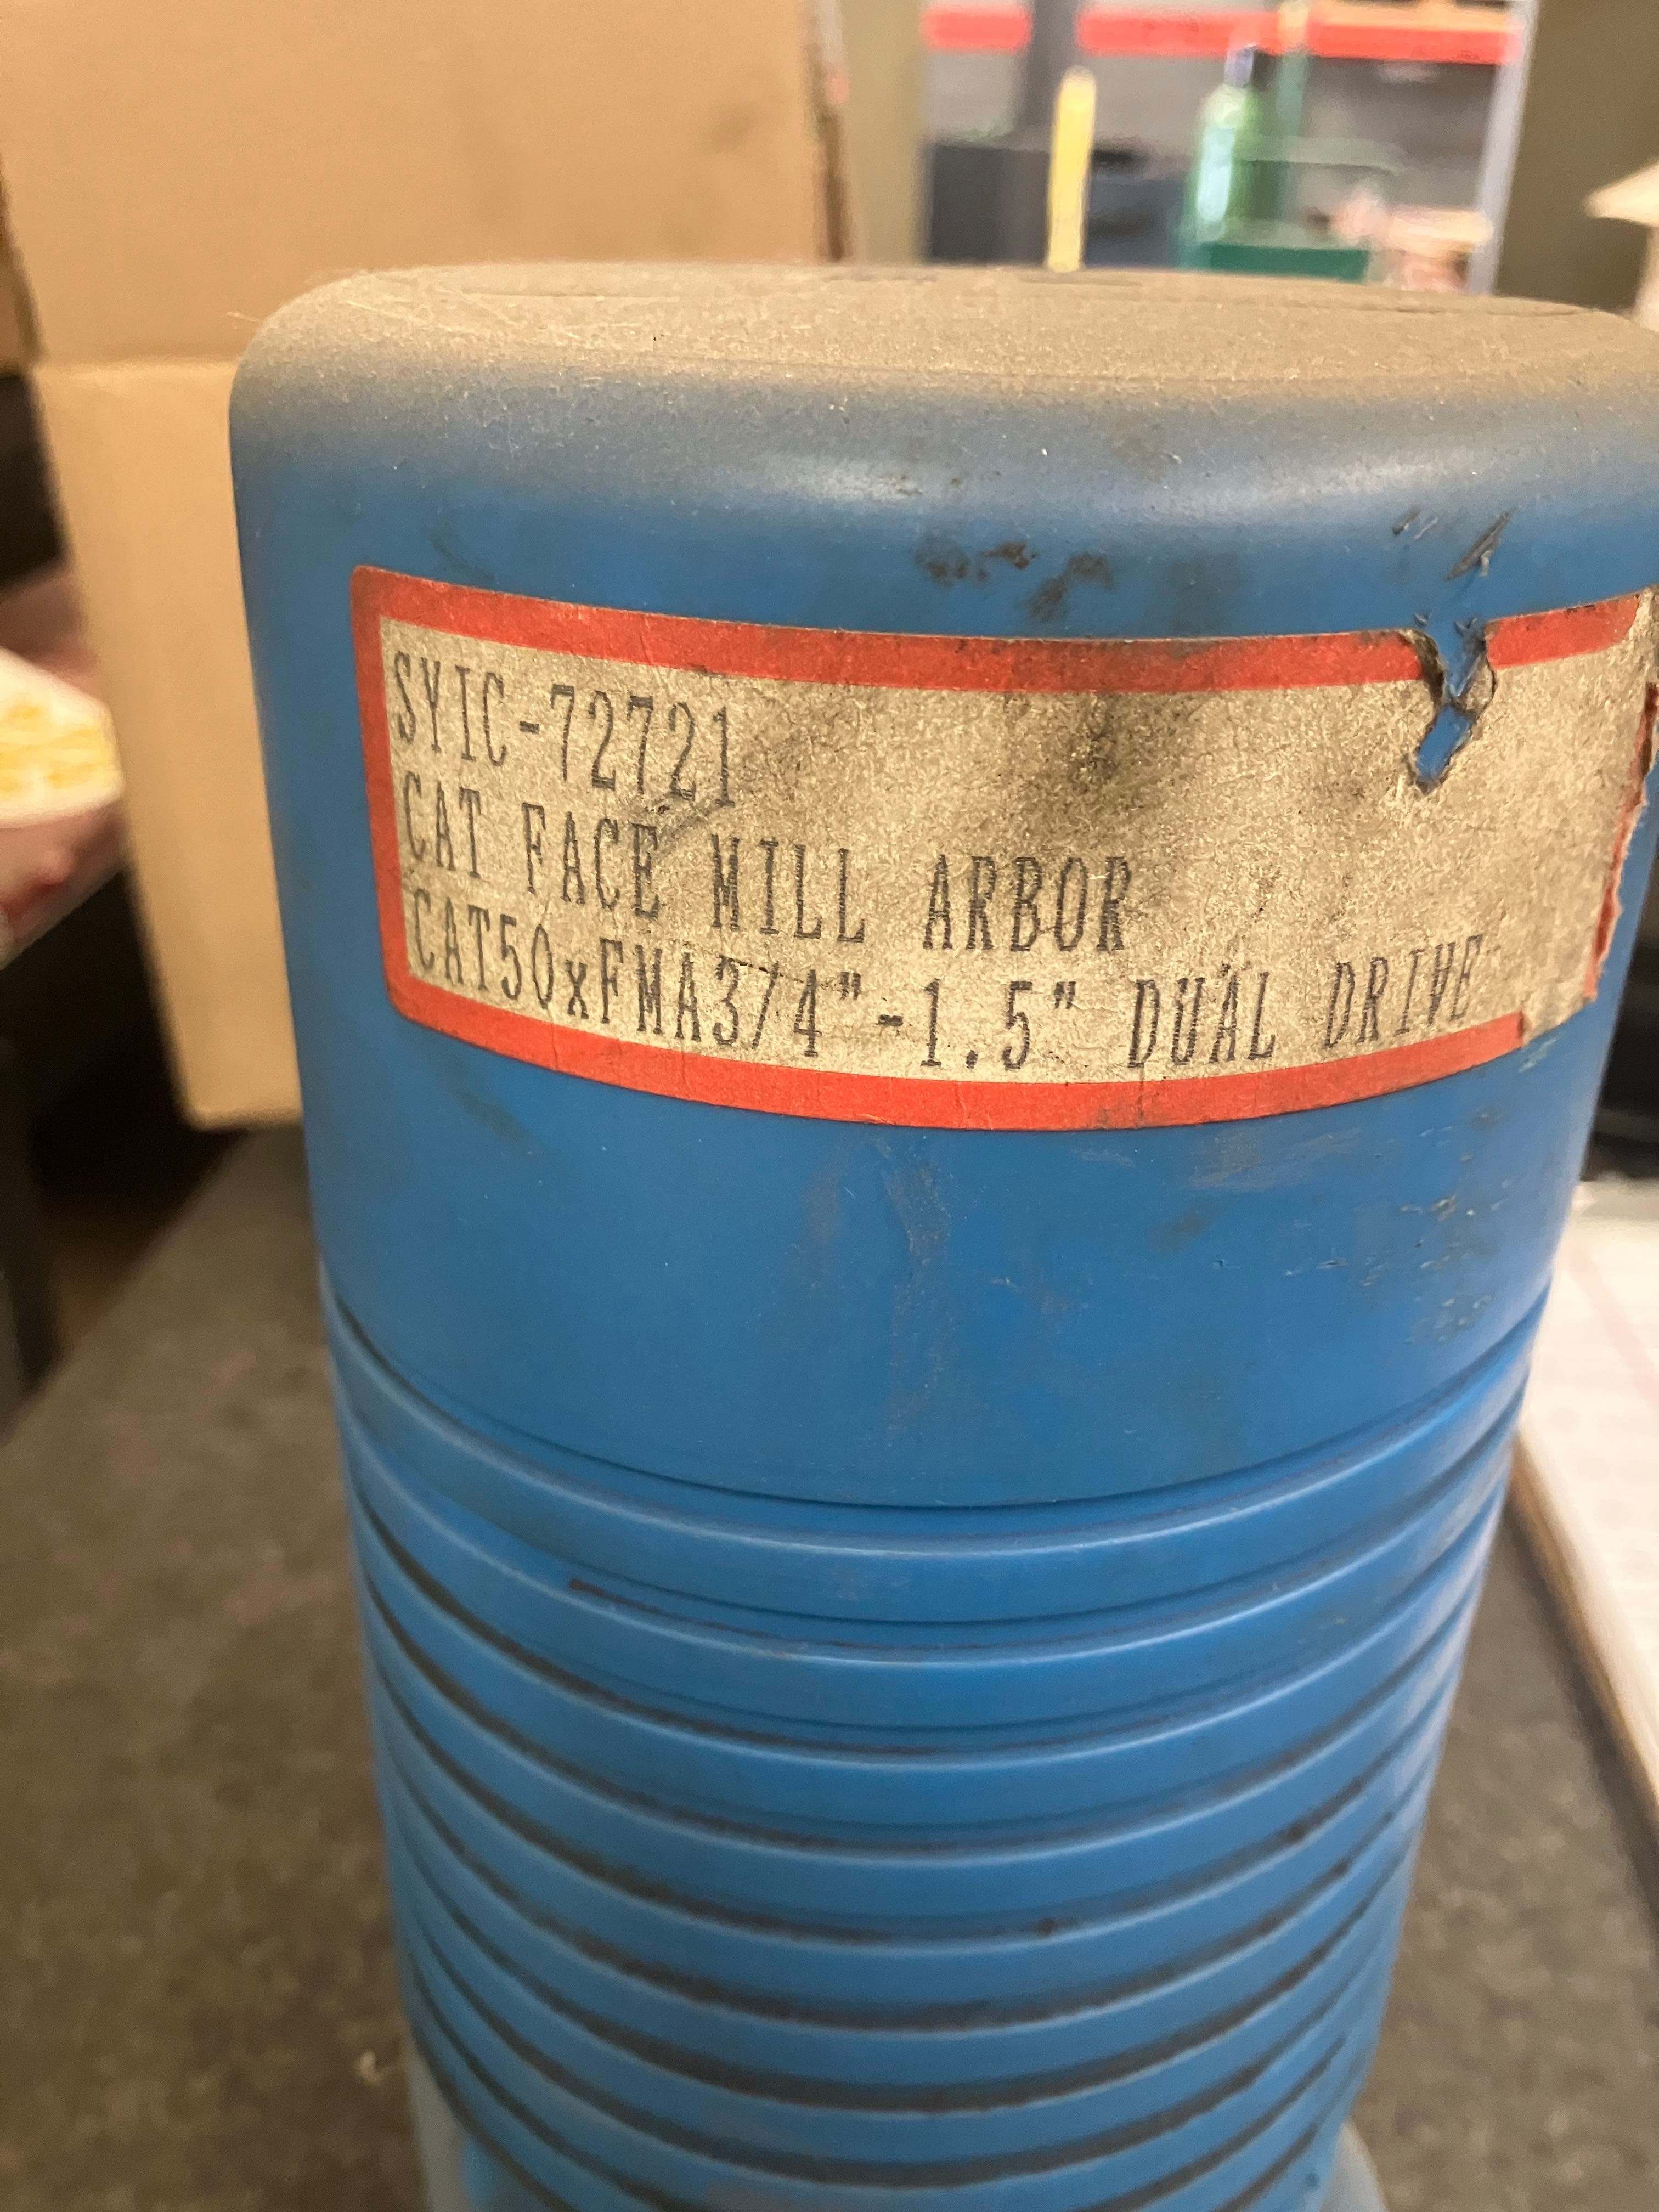 SYIC-72721
CAT FACE MILL ARBOR
CAT50xFMA3/4"-1.5" DUAL DRIVE